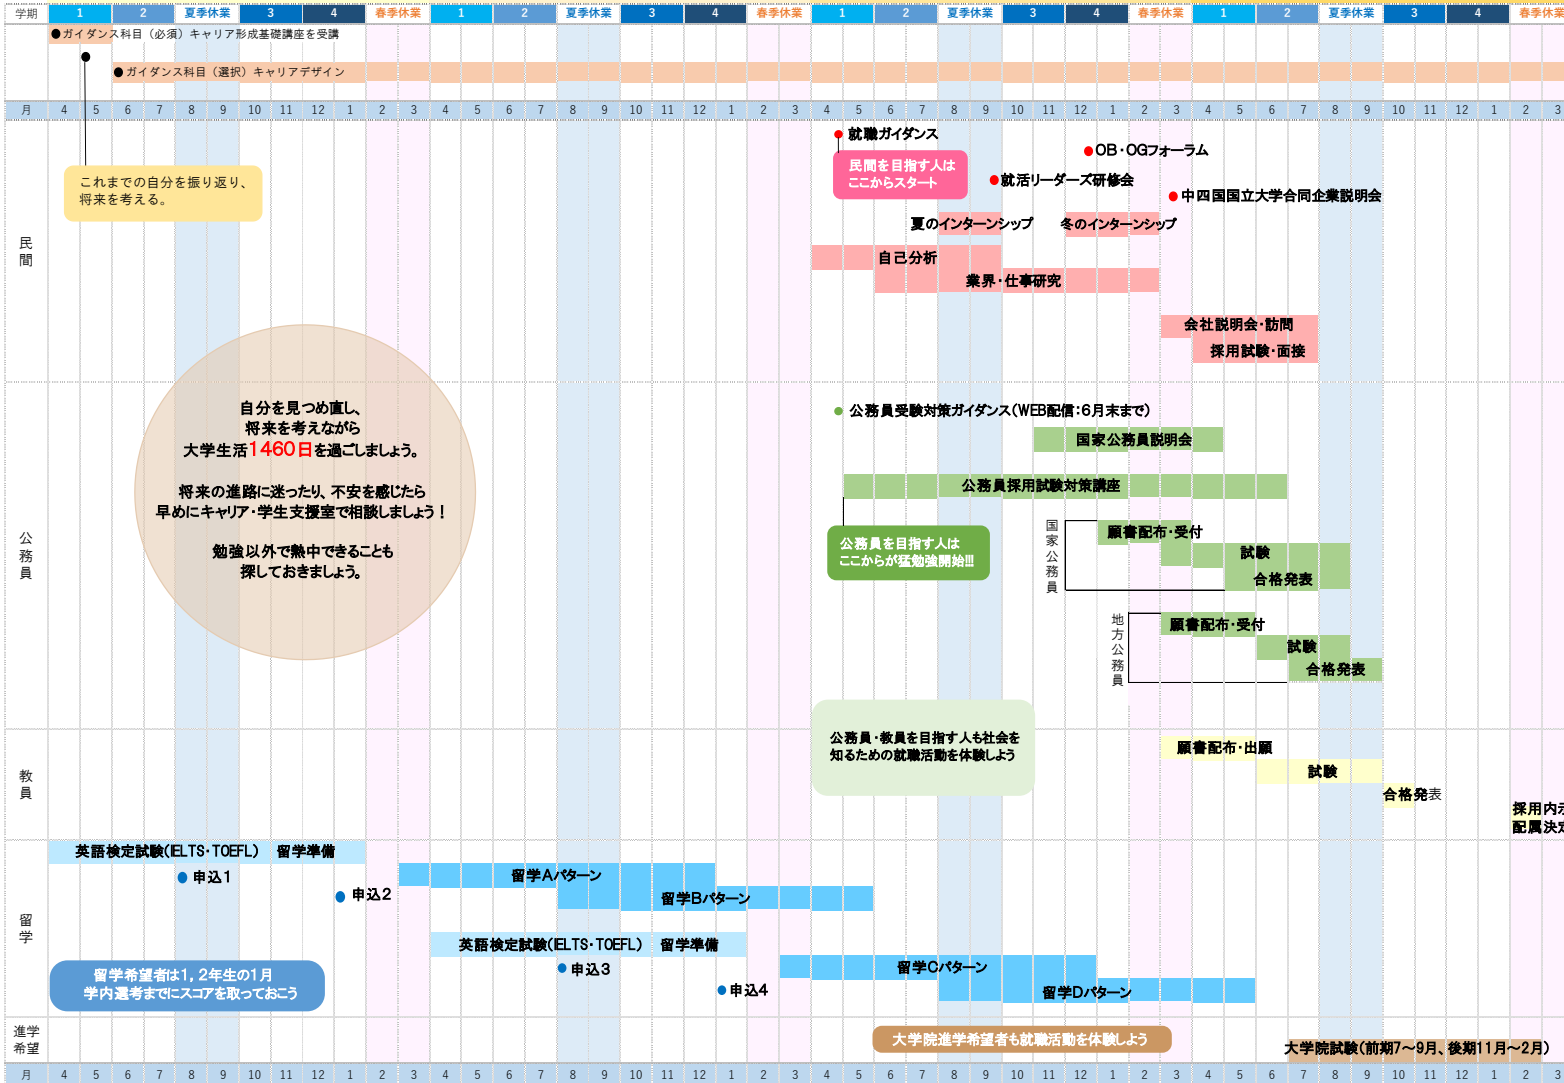 学期 1 2 夏季休業 3 4 春季休業 1 2 夏季休業 3 4 春季休業 1 2 夏季休業 3 4 春季休業 1 2 夏季休業 3 4 春季休業
●ガイダンス科目（必須）キャリア形成基礎講座を受講
●ガイダンス科目（選択）キャリアデザイン
月 4 5 6 7 8 9 10 11 12 1 2 3 4 5 6 7 8 9 10 11 12 1 2 3 4 5 6 7 8 9 10 11 12 1 2 3 4 5 6 7 8 9 10 11 12 1 2 3
民間
これまでの自分を振り返り、
将来を考える。
●就職ガイダンス
民間を目指す人は
ここからスタート
●OB・OGフォーラム
●就活リーダーズ研修会
●中四国国立大学合同企業説明会
夏のインターンシップ
冬のインターンシップ
自己分析
業界・仕事研究
会社説明会・訪問
採用試験・面接
自分を見つめ直し、
将来を考えながら
大学生活1460日を過ごしましょう。
将来の進路に迷ったり、不安を感じたら
早めにキャリア・学生支援室で相談しましょう！
勉強以外で熱中できることも
探しておきましょう。
公務員
●公務員受験対策ガイダンス（WEB配信：6月末まで）
国家公務員説明会
公務員採用試験対策講座
公務員を目指す人は
ここからが猛勉強開始!!!
国家公務員
願書配布・受付
試験
合格発表
地方公務員
願書配布・受付
試験
合格発表
公務員・教員を目指す人も社会を
知るための就職活動を体験しよう
教員
願書配布・出願
試験
合格発表
採用内示
配属決定
留学
英語検定試験（IELTS・TOEFL）　留学準備
●申込1
●申込2
留学Aパターン
留学Bパターン
英語検定試験（IELTS・TOEFL）　留学準備
●申込3
●申込4
留学Cパターン
留学Dパターン
留学希望者は1，2年生の1月
学内選考までにスコアを取っておこう
進学
希望
大学院進学希望者も就職活動を体験しよう
大学院試験（前期7～9月、後期11月～2月）
月 4 5 6 7 8 9 10 11 12 1 2 3 4 5 6 7 8 9 10 11 12 1 2 3 4 5 6 7 8 9 10 11 12 1 2 3 4 5 6 7 8 9 10 11 12 1 2 3